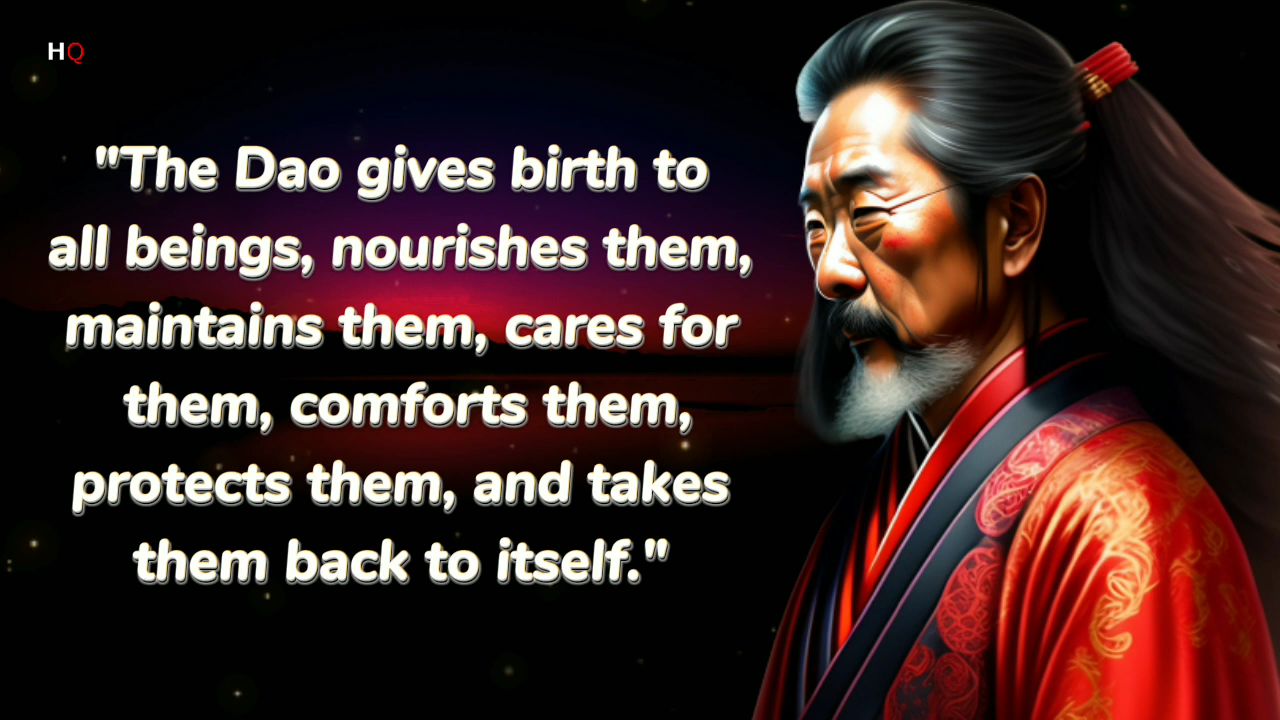 HQ
"The Dao gives birth to
all beings, nourishes them,
maintains them, cares for
them, comforts them,
protects them, and takes
them back to itself."